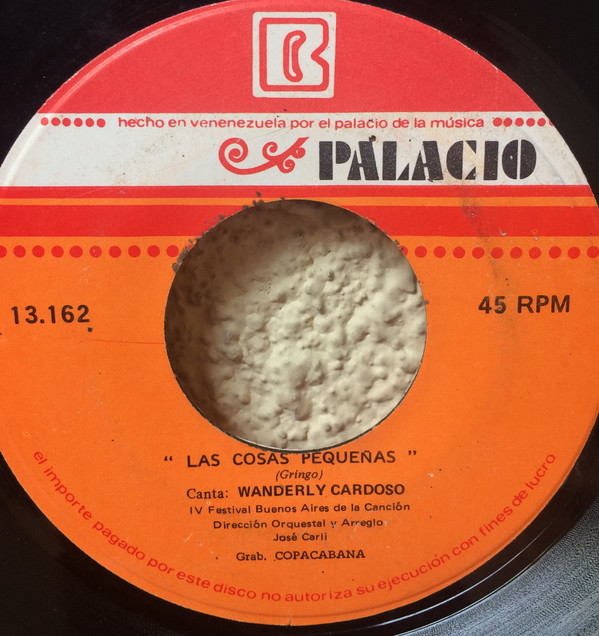 hecho en venenezuela por el palacio de la música
PALACIO
13.162
45 RPM
" LAS COSAS PEQUEÑAS "
(Gringo)
Canta: WANDERLY CARDOSO
IV Festival Buenos Aires de la Canción
Dirección Orquestal y Arreglo
José Carli
Grab. COPACABANA
el importe pagado por este disco no autoriza su ejecución con fines de lucro